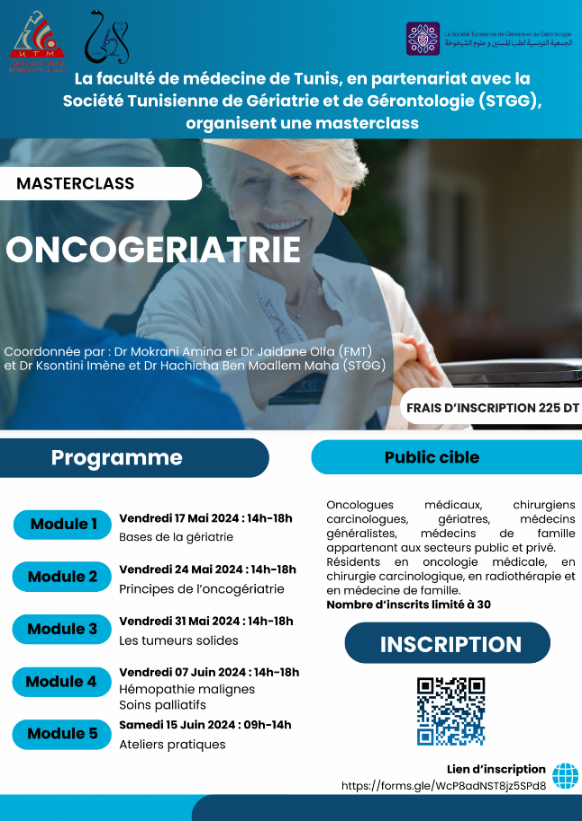 UTM
La Société Tunisienne de Gériatrie et de Gérontologie
الجمعية التونسية لطب المسنين و علوم الشيخوخة
La faculté de médecine de Tunis, en partenariat avec la
Société Tunisienne de Gériatrie et de Gérontologie (STGG),
organisent une masterclass
MASTERCLASS
ONCOGERIATRIE
Coordonnée par : Dr Mokrani Amina et Dr Jaidane Olfa (FMT)
et Dr Ksontini Imène et Dr Hachicha Ben Moallem Maha (STGG)
FRAIS D’INSCRIPTION 225 DT
Programme
Module 1
Vendredi 17 Mai 2024 : 14h-18h
Bases de la gériatrie
Module 2
Vendredi 24 Mai 2024 : 14h-18h
Principes de l’oncogériatrie
Module 3
Vendredi 31 Mai 2024 : 14h-18h
Les tumeurs solides
Module 4
Vendredi 07 Juin 2024 : 14h-18h
Hémopathie malignes
Soins palliatifs
Module 5
Samedi 15 Juin 2024 : 09h-14h
Ateliers pratiques
Public cible
Oncologues médicaux, chirurgiens
carcinologues, gériatres, médecins
généralistes, médecins de famille
appartenant aux secteurs public et privé.
Résidents en oncologie médicale, en
chirurgie carcinologique, en radiothérapie et
en médecine de famille.
Nombre d’inscrits limité à 30
INSCRIPTION
Lien d’inscription
https://forms.gle/WcP8adNST8jz5SPd8